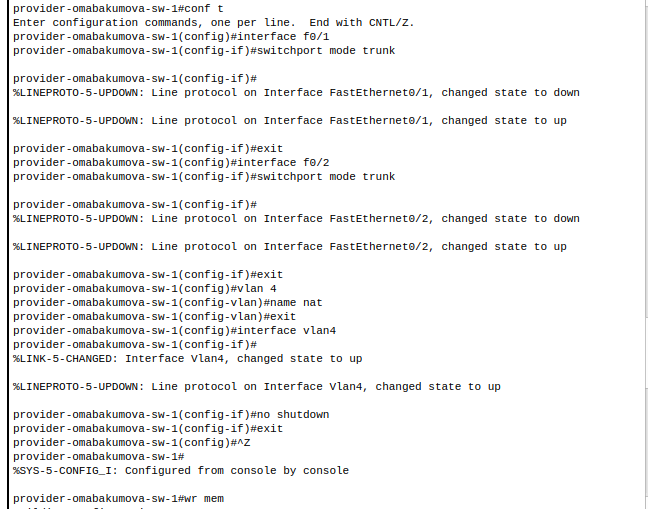 provider-omabakumova-sw-1#conf t
Enter configuration commands, one per line.  End with CNTL/Z.
provider-omabakumova-sw-1(config)#interface f0/1
provider-omabakumova-sw-1(config-if)#switchport mode trunk
provider-omabakumova-sw-1(config-if)#
%LINEPROTO-5-UPDOWN: Line protocol on Interface FastEthernet0/1, changed state to down
%LINEPROTO-5-UPDOWN: Line protocol on Interface FastEthernet0/1, changed state to up
provider-omabakumova-sw-1(config-if)#exit
provider-omabakumova-sw-1(config)#interface f0/2
provider-omabakumova-sw-1(config-if)#switchport mode trunk
provider-omabakumova-sw-1(config-if)#
%LINEPROTO-5-UPDOWN: Line protocol on Interface FastEthernet0/2, changed state to down
%LINEPROTO-5-UPDOWN: Line protocol on Interface FastEthernet0/2, changed state to up
provider-omabakumova-sw-1(config-if)#exit
provider-omabakumova-sw-1(config)#vlan 4
provider-omabakumova-sw-1(config-vlan)#name nat
provider-omabakumova-sw-1(config-vlan)#exit
provider-omabakumova-sw-1(config)#interface vlan4
provider-omabakumova-sw-1(config-if)#
%LINK-5-CHANGED: Interface Vlan4, changed state to up
%LINEPROTO-5-UPDOWN: Line protocol on Interface Vlan4, changed state to up
provider-omabakumova-sw-1(config-if)#no shutdown
provider-omabakumova-sw-1(config-if)#exit
provider-omabakumova-sw-1(config)#^Z
provider-omabakumova-sw-1#
%SYS-5-CONFIG_I: Configured from console by console
provider-omabakumova-sw-1#wr mem